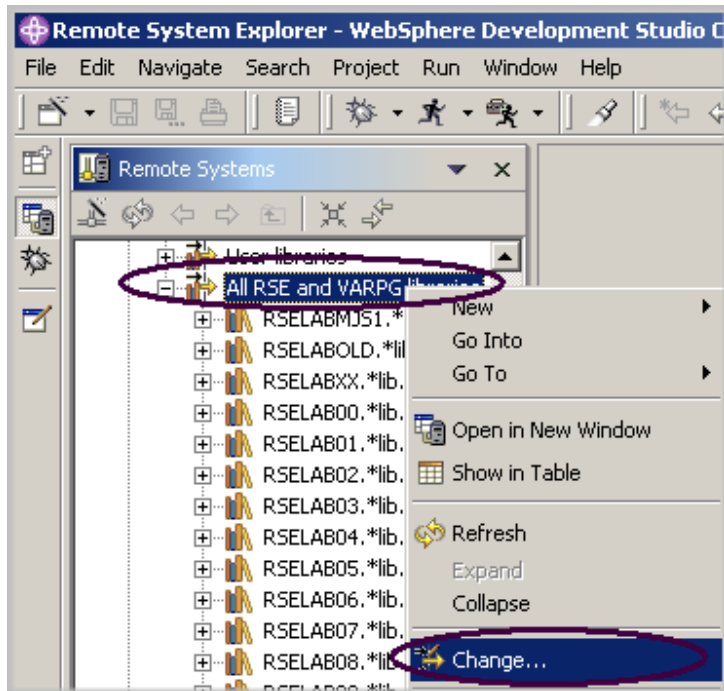 Remote System Explorer - WebSphere Development Studio C
File Edit Navigate Search Project Run Window Help
Remote Systems
User libraries
All RSE and VARPG libraries
RSELABMJS1.*
RSELABOLD.*lil
RSELABXX.*lib.
RSELAB00.*lib.
RSELAB01.*lib.
RSELAB02.*lib.
RSELAB03.*lib.
RSELAB04.*lib.
RSELAB05.*lib.
RSELAB06.*lib.
RSELAB07.*lib.
RSELAB08.*lib
New
Go Into
Go To
Open in New Window
Show in Table
Refresh
Expand
Collapse
Change...